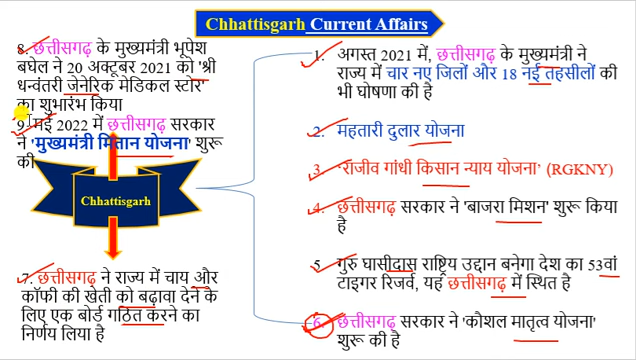 Chhattisgarh Current Affairs
8. छत्तीसगढ़ के मुख्यमंत्री भूपेश
बघेल ने 20 अक्टूबर 2021 को 'श्री
धन्वंतरी जेनेरिक मेडिकल स्टोर'
का शुभारंभ किया
9. मई 2022 में छत्तीसगढ़ सरकार
ने 'मुख्यमंत्री मितान योजना' शुरू
की
Chhattisgarh
7. छत्तीसगढ़ ने राज्य में चाय और
कॉफी की खेती को बढ़ावा देने के
लिए एक बोर्ड गठित करने का
निर्णय लिया है
1. अगस्त 2021 में, छत्तीसगढ़ के मुख्यमंत्री ने
राज्य में चार नए जिलों और 18 नई तहसीलों की
भी घोषणा की है
2. महतारी दुलार योजना
3. 'राजीव गांधी किसान न्याय योजना' (RGKNY)
4. छत्तीसगढ़ सरकार ने 'बाजरा मिशन' शुरू किया
है
5. गुरु घासीदास राष्ट्रिय उद्दान बनेगा देश का 53वां
टाइगर रिजर्व, यह छत्तीसगढ़ में स्थित है
6. छत्तीसगढ़ सरकार ने 'कौशल मातृत्व योजना'
शुरू की है